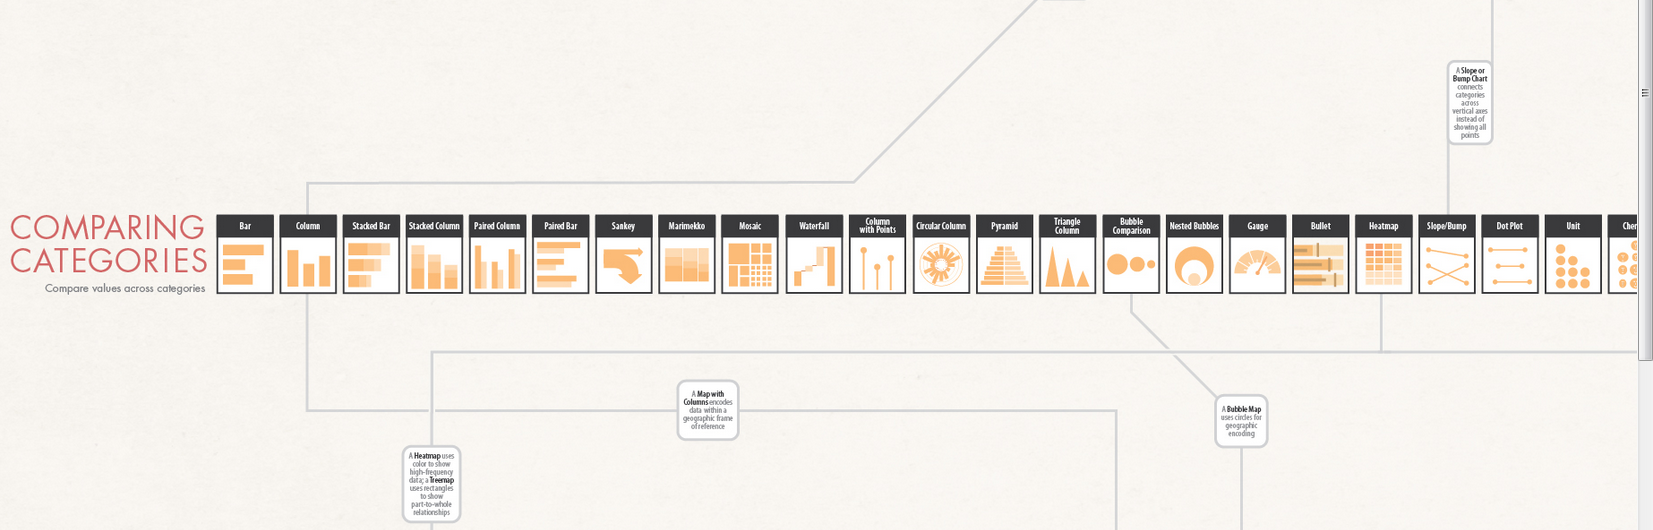 A Slope or
Bump Chart
connects
categories
across
vertical axes
instead of
showing all
points
COMPARING
CATEGORIES
Compare values across categories
Bar
Column
Stacked Bar
Stacked Column
Paired Column
Paired Bar
Sankey
Marimekko
Mosaic
Waterfall
Column
with Points
Circular Column
Pyramid
Triangle
Column
Bubble
Comparison
Nested Bubbles
Gauge
Bullet
Heatmap
Slope/Bump
Dot Plot
Unit
A Map with
Columns encodes
data within a
geographic frame
of reference
A Bubble Map
uses circles for
geographic
encoding
A Heatmap uses
color to show
high-frequency
data; a Treemap
uses rectangles
to show
part-to-whole
relationships